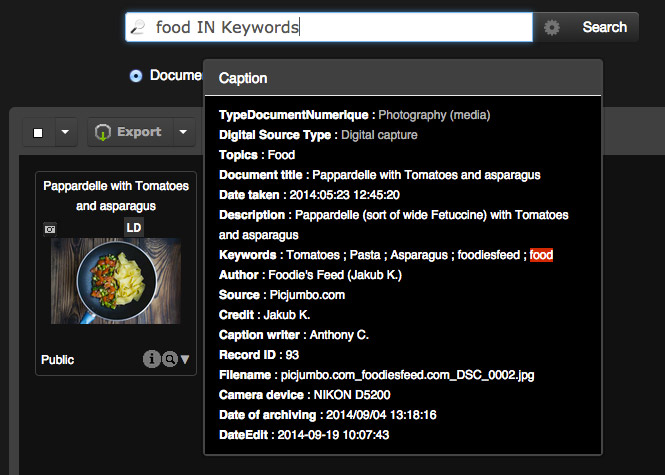 food IN Keywords
Search
Docume
Caption
Export
TypeDocumentNumerique : Photography (media)
Digital Source Type : Digital capture
Topics : Food
Document title : Pappardelle with Tomatoes and asparagus
Date taken : 2014:05:23 12:45:20
Description : Pappardelle (sort of wide Fetuccine) with Tomatoes
and asparagus
Keywords : Tomatoes ; Pasta ; Asparagus ; foodiesfeed ; food
Author : Foodie's Feed (Jakub K.)
Source : Picjumbo.com
Credit : Jakub K.
Caption writer : Anthony C.
Record ID : 93
Filename : picjumbo.com_foodiesfeed.com_DSC_0002.jpg
Camera device : NIKON D5200
Date of archiving : 2014/09/04 13:18:16
DateEdit : 2014-09-19 10:07:43
Pappardelle with Tomatoes
and asparagus
LD
Public